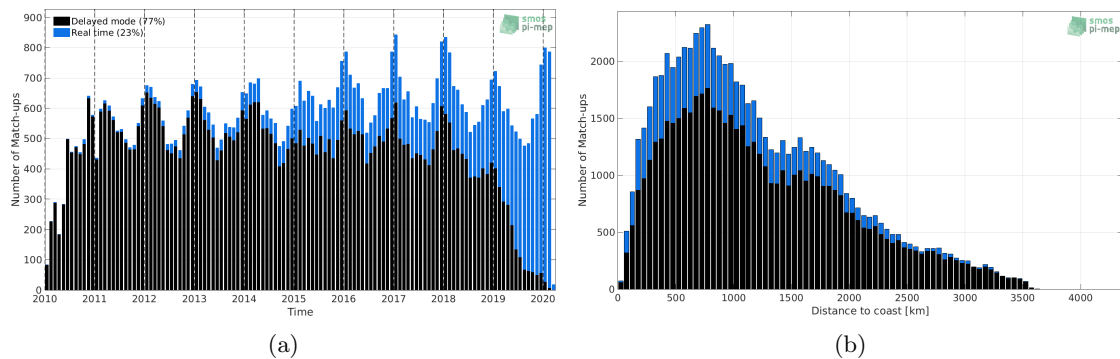 Delayed mode (77%)
Real time (23%)
smos
pi-mep
Number of Match-ups
900
800
700
600
500
400
300
200
100
0
2010 2011 2012 2013 2014 2015 2016 2017 2018 2019 2020
Time
(a)
smos
pi-mep
Number of Match-ups
2000
1500
1000
500
0
0 500 1000 1500 2000 2500 3000 3500 4000
Distance to coast [km]
(b)